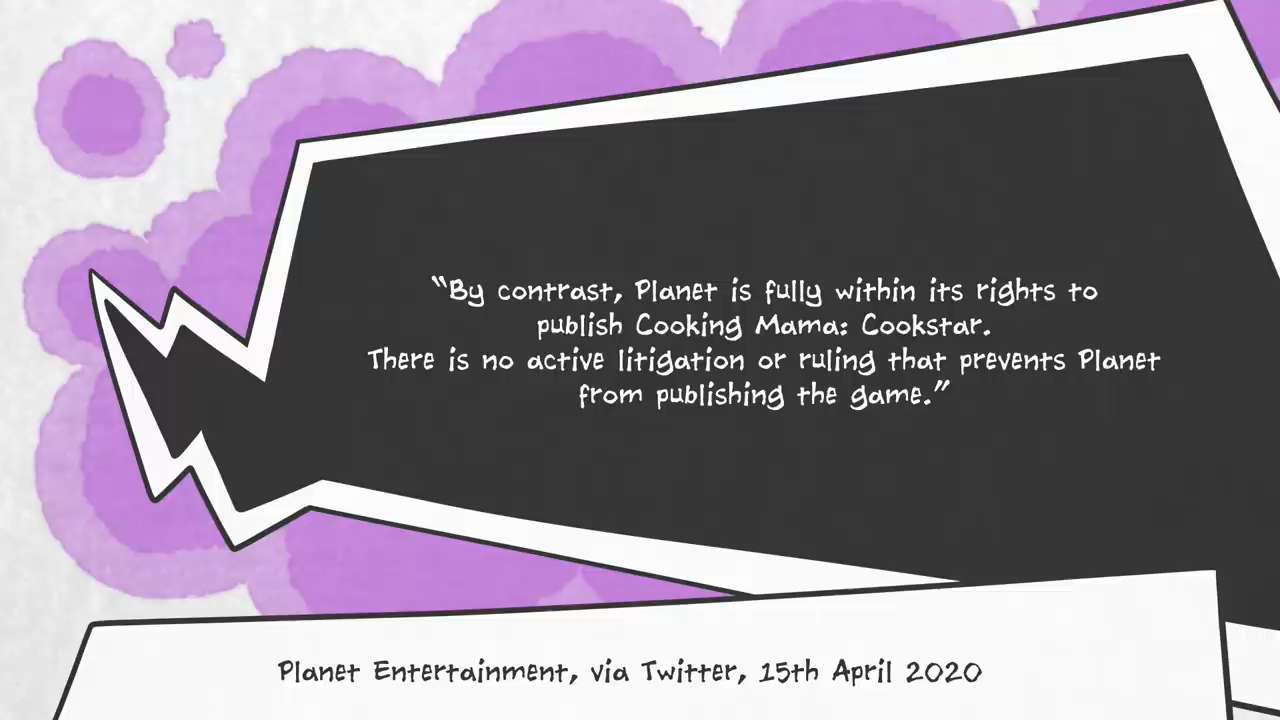 “By contrast, Planet is fully within its rights to
publish Cooking Mama: Cookstar.
There is no active litigation or ruling that prevents Planet
from publishing the game.”
Planet Entertainment, via Twitter, 15th April 2020